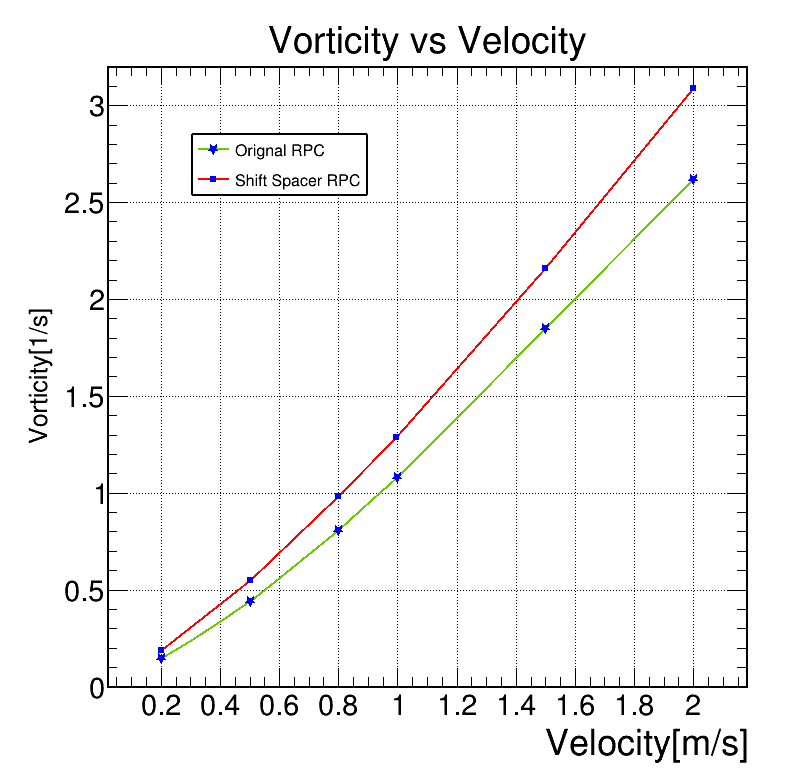 Vorticity vs Velocity
Orignal RPC
Shift Spacer RPC
Vorticity[1/s]
3
2.5
2
1.5
1
0.5
0
0.2 0.4 0.6 0.8 1 1.2 1.4 1.6 1.8 2
Velocity[m/s]